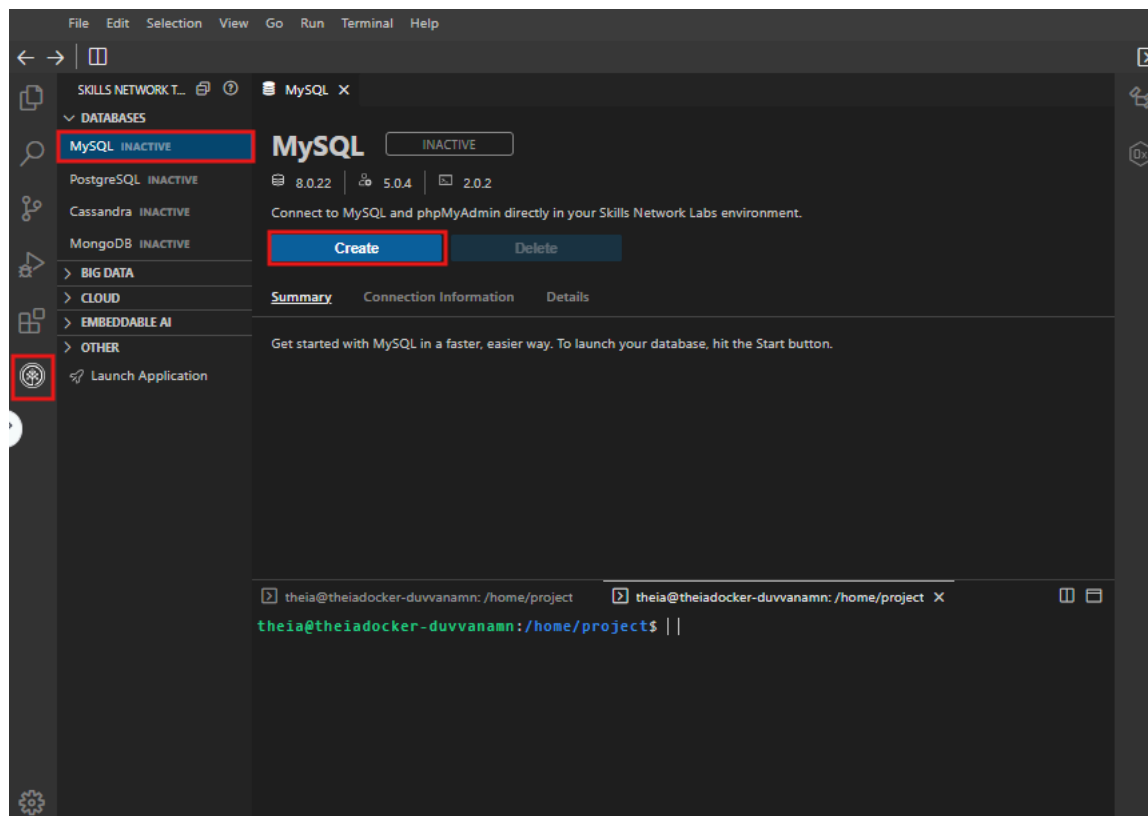 File Edit Selection View Go Run Terminal Help
SKILLS NETWORK T...
DATABASES
MySQL INACTIVE
PostgreSQL INACTIVE
Cassandra INACTIVE
MongoDB INACTIVE
BIG DATA
CLOUD
EMBEDDABLE AI
OTHER
Launch Application
MySQL
MySQL INACTIVE
8.0.22 5.0.4 2.0.2
Connect to MySQL and phpMyAdmin directly in your Skills Network Labs environment.
Create Delete
Summary Connection Information Details
Get started with MySQL in a faster, easier way. To launch your database, hit the Start button.
theia@theiadocker-duvvanamn: /home/project theia@theiadocker-duvvanamn: /home/project
theia@theiadocker-duvvanamn:/home/project$